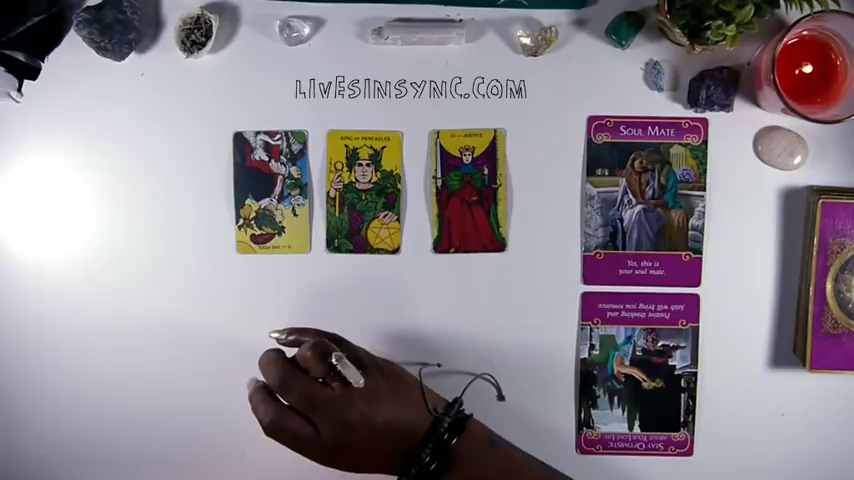 LIVESINSYNC.COM
KING OF PENTACLES
XI — JUSTICE
SOUL MATE
Yes, this is
your soul mate.
Positive thinking and
faith will bring you romance.
STAY OPTIMISTIC
ABOUT YOUR LOVE LIFE